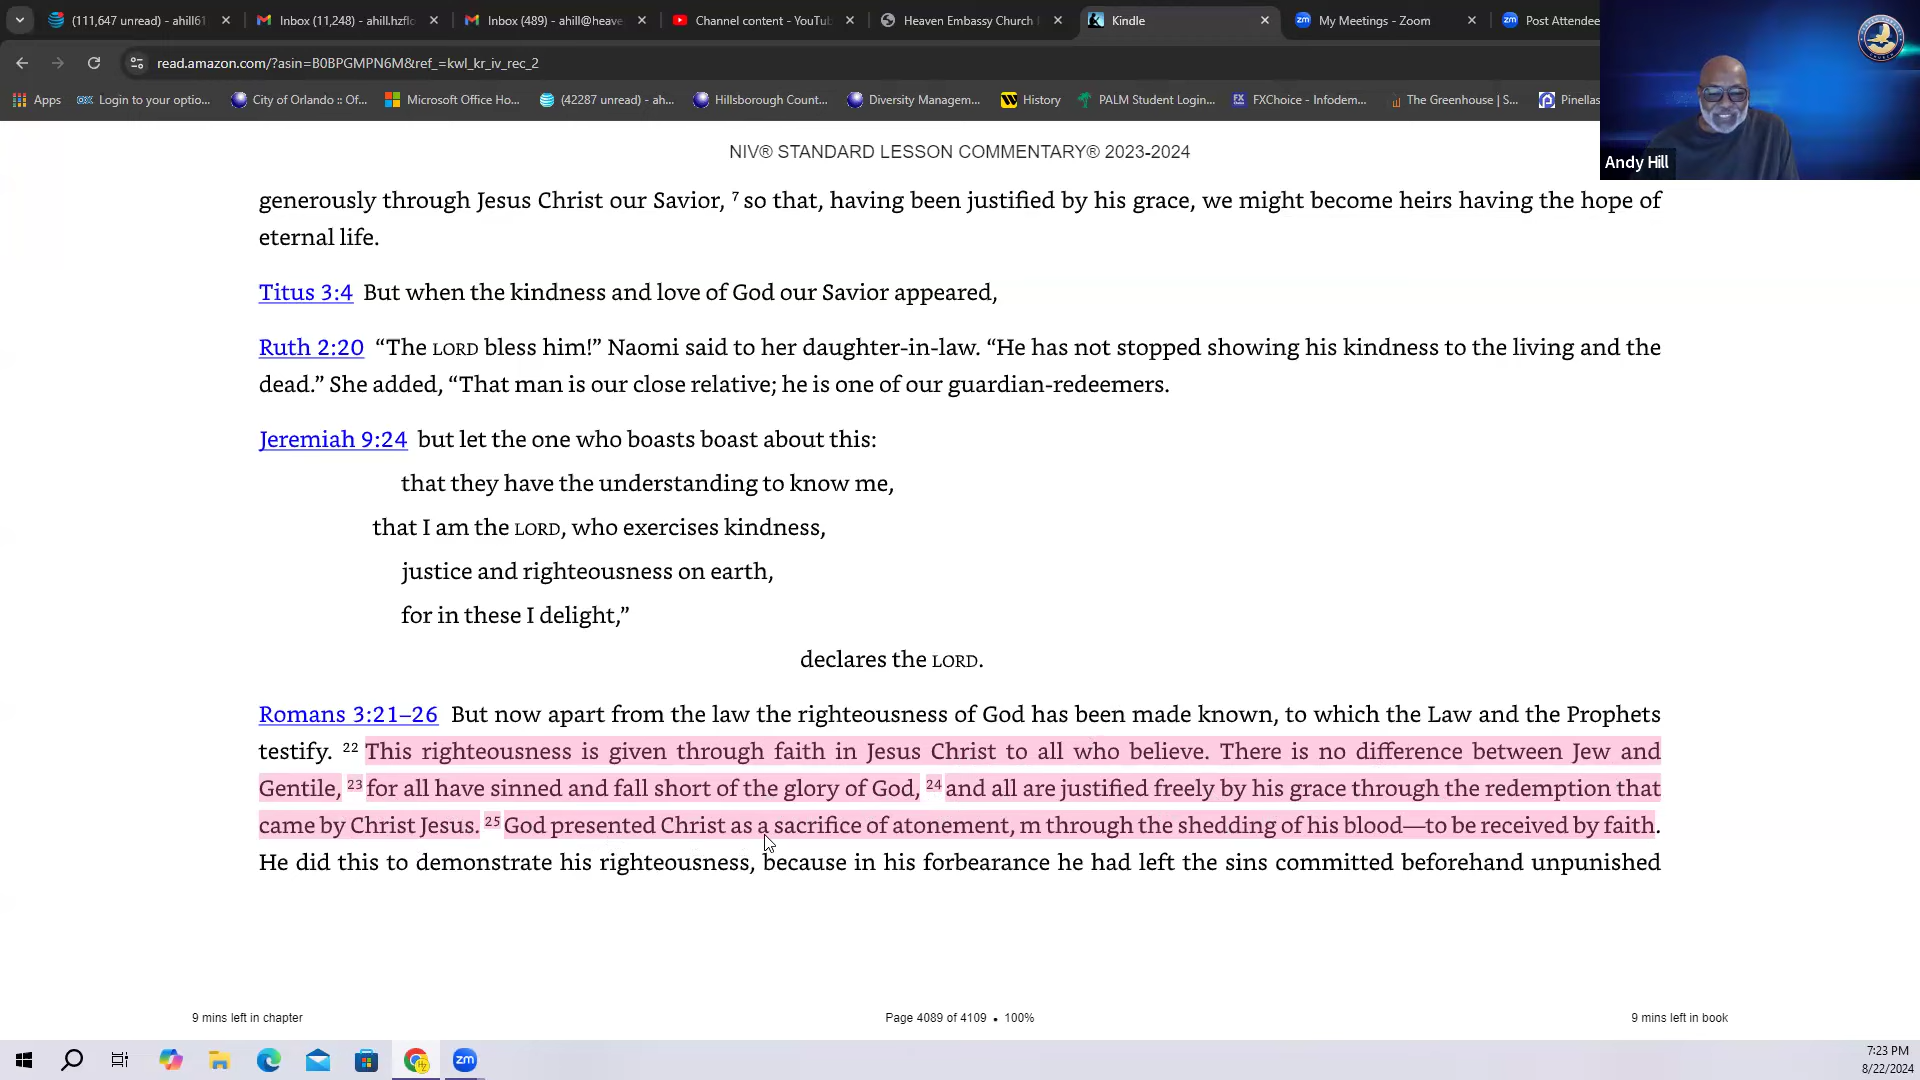 (111,647 unread) - ahill61
Inbox (11,248) - ahill.hzflc
Inbox (489) - ahill@heave
Channel content - YouTub
Heaven Embassy Church
Kindle
My Meetings - Zoom
Post Attendee
read.amazon.com/?asin=B0BPGMPN6M&ref_=kwl_kr_iv_rec_2
Apps
Login to your optio...
City of Orlando :: Of...
Microsoft Office Ho...
(42287 unread) - ah...
Hillsborough Count...
Diversity Managem...
History
PALM Student Login...
FXChoice - Infodem...
The Greenhouse | S...
Pinellas
Andy Hill
NIV® STANDARD LESSON COMMENTARY® 2023-2024
generously through Jesus Christ our Savior, ⁷ so that, having been justified by his grace, we might become heirs having the hope of
eternal life.
Titus 3:4 But when the kindness and love of God our Savior appeared,
Ruth 2:20 “The LORD bless him!” Naomi said to her daughter-in-law. “He has not stopped showing his kindness to the living and the
dead.” She added, “That man is our close relative; he is one of our guardian-redeemers.
Jeremiah 9:24 but let the one who boasts boast about this:
that they have the understanding to know me,
that I am the LORD, who exercises kindness,
justice and righteousness on earth,
for in these I delight,”
declares the LORD.
Romans 3:21–26 But now apart from the law the righteousness of God has been made known, to which the Law and the Prophets
testify. ²² This righteousness is given through faith in Jesus Christ to all who believe. There is no difference between Jew and
Gentile, ²³ for all have sinned and fall short of the glory of God, ²⁴ and all are justified freely by his grace through the redemption that
came by Christ Jesus. ²⁵ God presented Christ as a sacrifice of atonement, m through the shedding of his blood—to be received by faith.
He did this to demonstrate his righteousness, because in his forbearance he had left the sins committed beforehand unpunished
9 mins left in chapter
Page 4089 of 4109 • 100%
9 mins left in book
zm
7:23 PM
8/22/2024